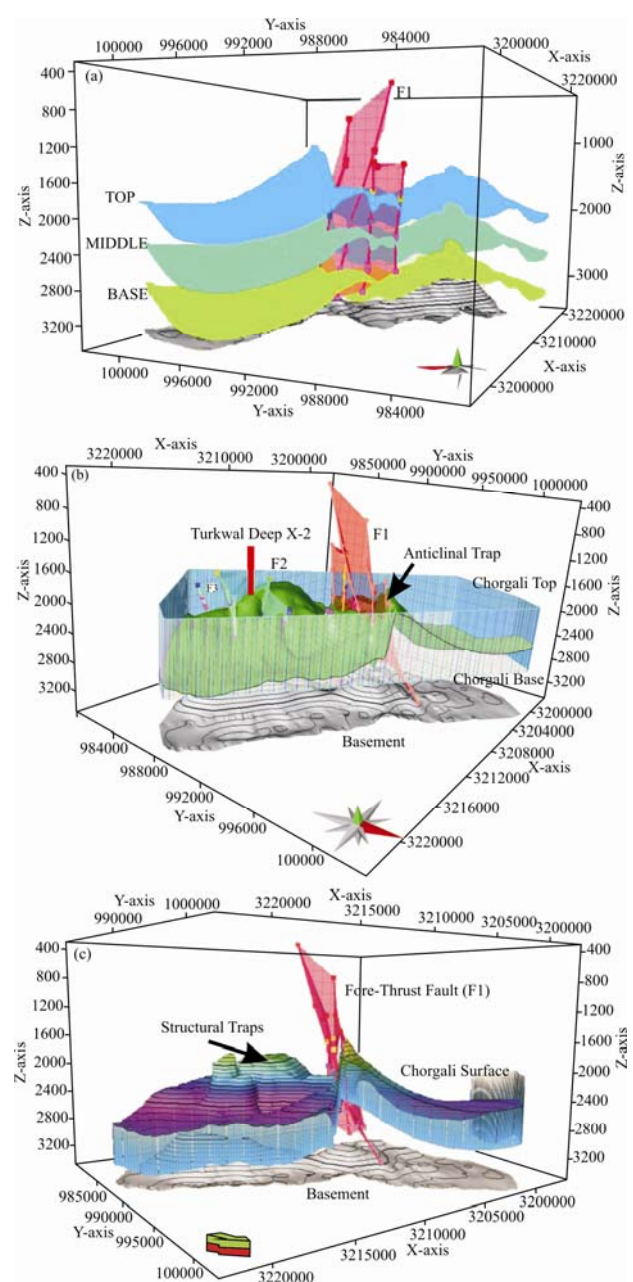 Y-axis
100000 996000 992000 988000 984000 3200000
X-axis
3220000
(a)
400
800
1200
1600
2000
2400
2800
3200
Z-axis
F1
1000
2000
3000
Z-axis
TOP
MIDDLE
BASE
3220000
3210000
X-axis
3200000
100000 996000 992000 988000 984000
Y-axis
X-axis
3220000 3210000 3200000
Y-axis
9850000 9900000 9950000 1000000
(b)
400
800
1200
1600
2000
2400
2800
3200
Z-axis
Turkwal Deep X-2
F1
F2
F3
Anticlinal Trap
Chorgali Top
Chorgali Base
Basement
400
800
1200
1600
2000
2400
2800
3200
Z-axis
3200000
3204000
3208000
X-axis
3212000
3216000
3220000
984000
988000
992000
Y-axis
996000
100000
Y-axis
990000 1000000
X-axis
3220000 3215000 3210000 3205000 3200000
(c)
400
800
1200
1600
2000
2400
2800
3200
Z-axis
Fore-Thrust Fault (F1)
Structural Traps
Chorgali Surface
Basement
400
800
1200
1600
2000
2400
2800
3200
Z-axis
985000
990000
Y-axis
995000
100000
3220000 3215000 3210000 3205000 3200000
X-axis